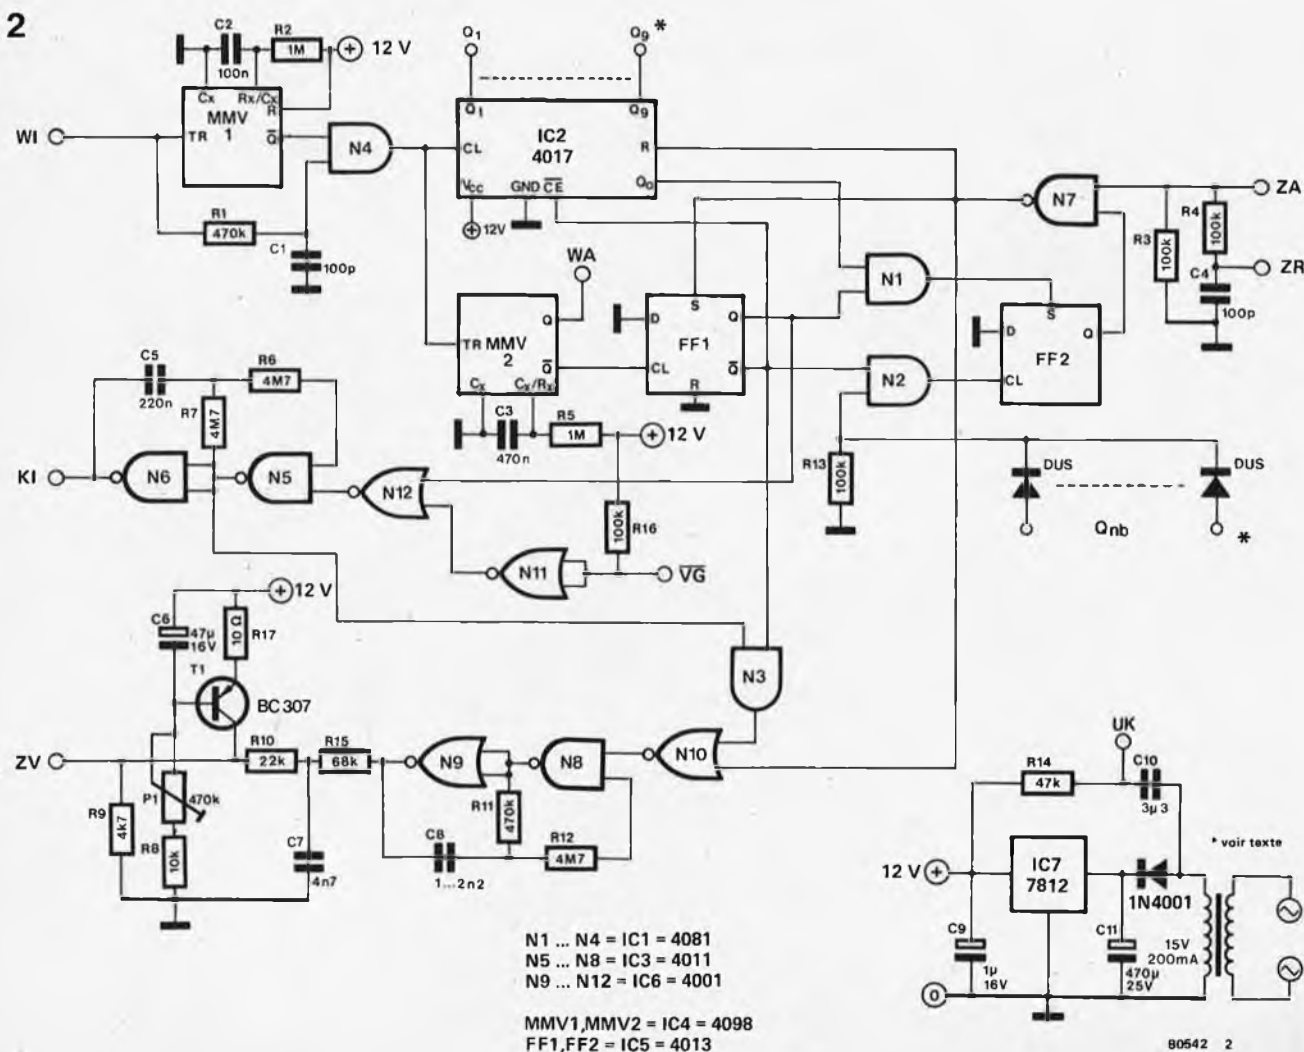 2
C2
100n
R2
1M
12 V
Q1
Q9 *
Cx
Rx/Cx
R
MMV
1
WI
TR
Q
N4
Q1
Q9
IC2
4017
CL
R
Q0
VCC
GND
CE
12V
R1
470k
C1
100p
WA
N7
ZA
R4
100k
R3
100k
ZR
C4
100p
N1
S
D
Q
FF2
CL
N2
TR
MMV
2
Q
Q
Cx
Cx/Rx
S
D
Q
FF1
CL
Q
R
C5
220n
R6
4M7
R7
4M7
C3
470n
R5
1M
12 V
R13
100k
DUS
DUS
Qnb
*
KI
N6
N5
N12
R16
100k
N11
VG
12 V
C6
47µ
16V
10 Ω
R17
T1
BC 307
N3
ZV
R10
22k
R15
68k
N9
N8
N10
R9
4k7
P1
470k
R8
10k
C7
4n7
R11
470k
C8
1...2n2
R12
4M7
UK
R14
47k
C10
3µ3
* voir texte
12 V
+
IC7
7812
1N4001
C9
1µ
16V
C11
470µ
25V
15V
200mA
0
N1 ... N4 = IC1 = 4081
N5 ... N8 = IC3 = 4011
N9 ... N12 = IC6 = 4001
MMV1,MMV2 = IC4 = 4098
FF1,FF2 = IC5 = 4013
80542 2